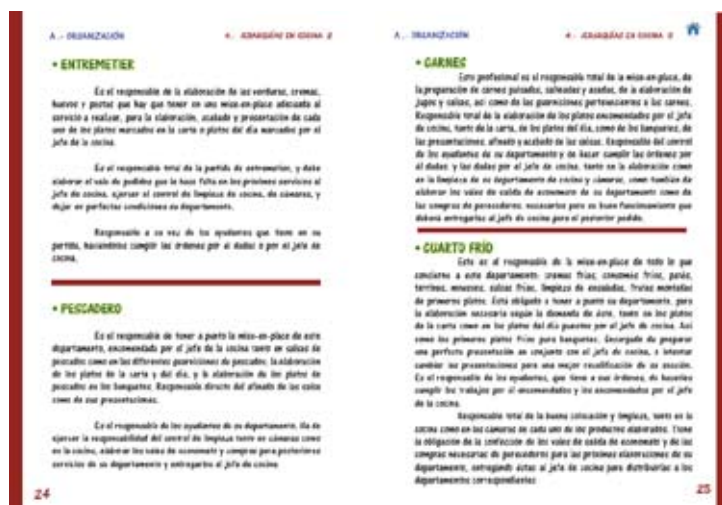 A.- ORGANIZACIÓN 4.- JERARQUÍAS EN COCINA
• ENTREMETIER
Es el responsable de la elaboración de las verduras, cremas,
huevos y pastas que hay que tener en una mise-en-place adecuada al
servicio a realizar, para la elaboración, acabado y presentación de cada
uno de los platos marcados en la carta o platos del día marcados por el
jefe de la cocina.
Es el responsable total de la partida de entremetier, y debe
elaborar el vale de pedidos que le hace falta en los próximos servicios al
jefe de cocina, ejercer el control de limpieza de cocina, de cámaras, y
dejar en perfectas condiciones su departamento.
Responsable a su vez de los ayudantes que tiene en su
partida, haciéndoles cumplir las órdenes por él dadas o por el jefe de
cocina.
• PESCADERO
Es el responsable de tener a punto la mise-en-place de este
departamento, encomendada por el jefe de la cocina tanto en salsas de
pescados como en las diferentes guarniciones de pescados, la elaboración
de los platos de la carta y del día, y la elaboración de los platos de
pescados en los banquetes. Responsable directo del afinado de las salsas
como de sus presentaciones.
Es el responsable de los ayudantes de su departamento. Ha de
ejercer la responsabilidad del control de limpieza tanto en cámaras como
en la cocina, elaborar los vales de economato y compras para posteriores
servicios de su departamento y entregarlos al jefe de cocina
24
A.- ORGANIZACIÓN 4.- JERARQUÍAS EN COCINA
• CARNES
Este profesional es el responsable total de la mise-en-place, de
la preparación de carnes guisadas, salteadas y asadas, de la elaboración de
jugos y salsas, así como de las guarniciones pertenecientes a las carnes.
Responsable total de la elaboración de los platos encomendados por el jefe
de cocina, tanto de la carta, de los platos del día, como de los banquetes, de
las presentaciones, afinado y acabado de las salsas. Responsable del control
de los ayudantes de su departamento y de hacer cumplir las órdenes por
él dadas, y las dadas por el jefe de cocina, tanto en la elaboración como
en la limpieza de su departamento de cocina y cámaras, como también de
elaborar los vales de salida de economato de su departamento como de
las compras de perecederos, necesarios para su buen funcionamiento que
deberá entregarlos al jefe de cocina para el posterior pedido.
• CUARTO FRÍO
Este es el responsable de la mise-en-place de todo lo que
concierne a este departamento: cremas frías, consomés fríos, patés,
terrinas, mousses, salsas frías, limpieza de ensaladas, frutas montadas
de primeros platos. Está obligado a tener a punto su departamento, para
la elaboración necesaria según la demanda de éste, tanto en los platos
de la carta como en los platos del día puestos por el jefe de cocina. Así
como los primeros platos fríos para banquetes. Encargado de preparar
una perfecta presentación en conjunto con el jefe de cocina, e intentar
cambiar las presentaciones para una mejor recualificación de su sección.
Es el responsable de los ayudantes, que tiene a sus órdenes, de hacerles
cumplir los trabajos por él encomendados y los encomendados por el jefe
de la cocina.
Responsable total de la buena colocación y limpieza, tanto en la
cocina como en las cámaras de cada uno de los productos elaborados. Tiene
la obligación de la confección de los vales de salida de economato y de las
compras necesarias de perecederos para las próximas elaboraciones de su
departamento, entregando éstas al jefe de cocina para distribuirlas a los
departamentos correspondientes
25